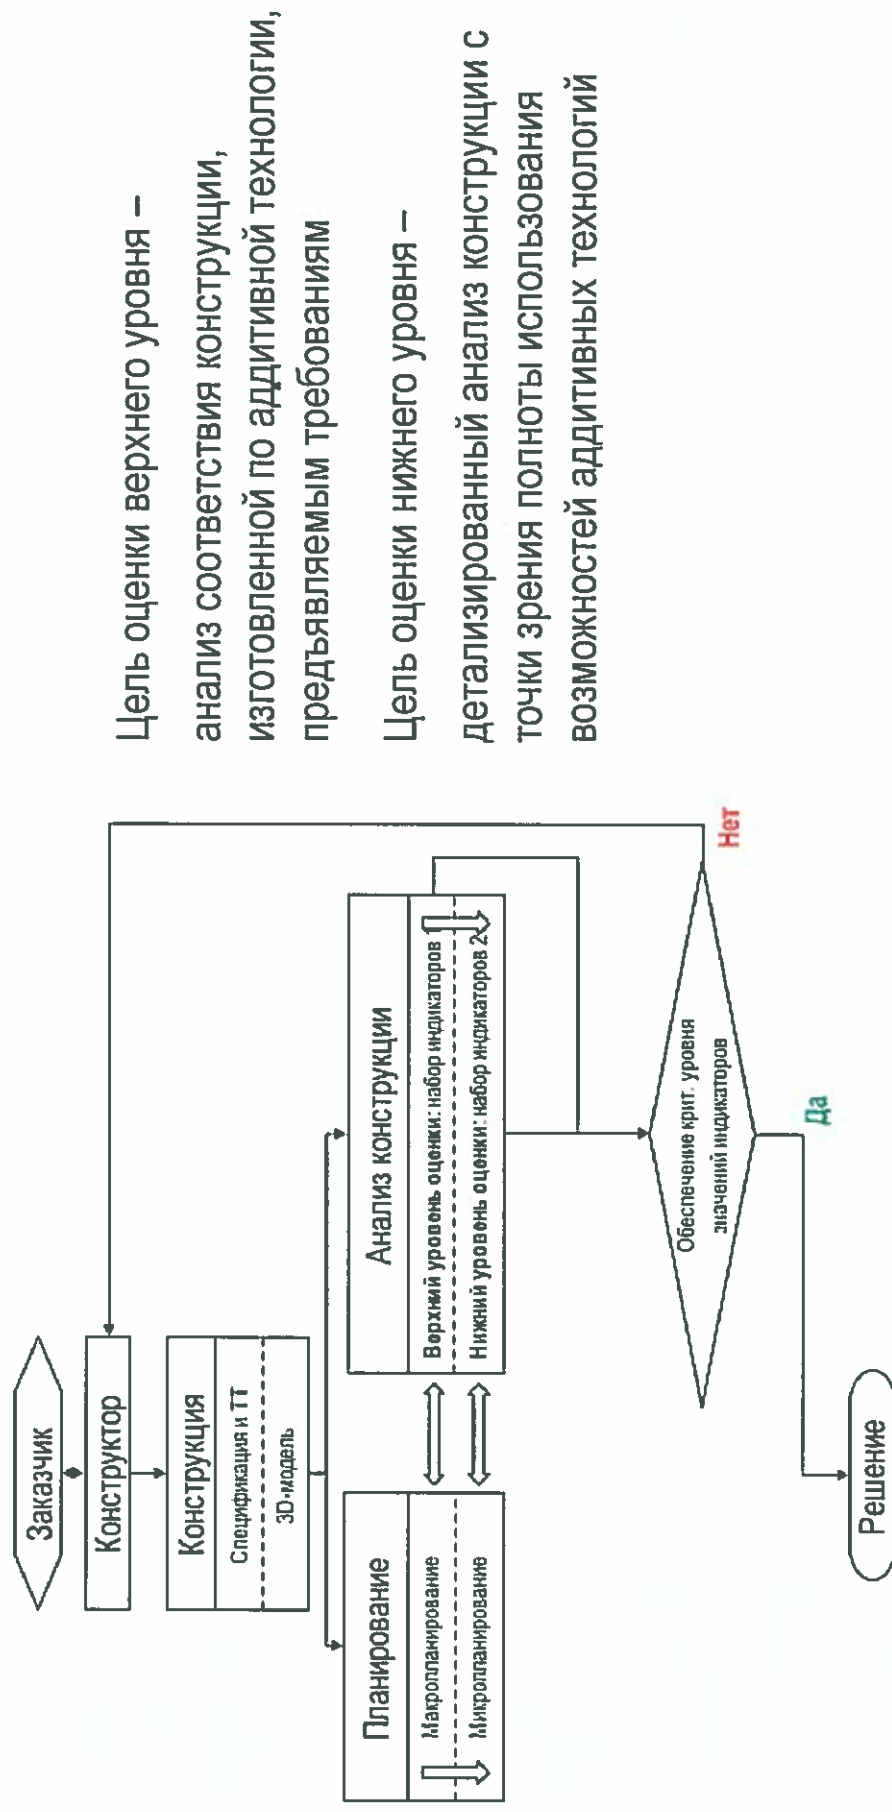 Заказчик
Конструктор
Конструкция
Спецификация и ТТ
3D-модель
Планирование
Макропланирование
Микропланирование
Анализ конструкции
Верхний уровень оценки: набор индикаторов 1
Нижний уровень оценки: набор индикаторов 2
Обеспечение крит. уровня
значений индикаторов
Нет
Да
Решение
Цель оценки верхнего уровня –
анализ соответствия конструкции,
изготовленной по аддитивной технологии,
предъявляемым требованиям
Цель оценки нижнего уровня –
детализированный анализ конструкции с
точки зрения полноты использования
возможностей аддитивных технологий